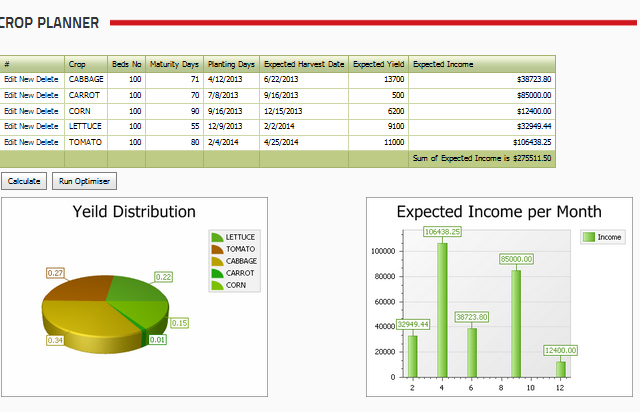 CROP PLANNER
# Crop Beds No Maturity Days Planting Days Expected Harvest Date Expected Yield Expected Income
Edit New Delete CABBAGE 100 71 4/12/2013 6/22/2013 13700 $38723.80
Edit New Delete CARROT 100 70 7/8/2013 9/16/2013 500 $85000.00
Edit New Delete CORN 100 90 9/16/2013 12/15/2013 6200 $12400.00
Edit New Delete LETTUCE 100 55 12/9/2013 2/2/2014 9100 $32949.44
Edit New Delete TOMATO 100 80 2/4/2014 4/25/2014 11000 $106438.25
Sum of Expected Income is $275511.50
Calculate Run Optimiser
Yeild Distribution
LETTUCE
TOMATO
CABBAGE
CARROT
CORN
0.27
0.22
0.15
0.01
0.34
Expected Income per Month
Income
106438.25
85000.00
38723.80
32949.44
12400.00
100000
80000
60000
40000
20000
0
2 4 6 8 10 12